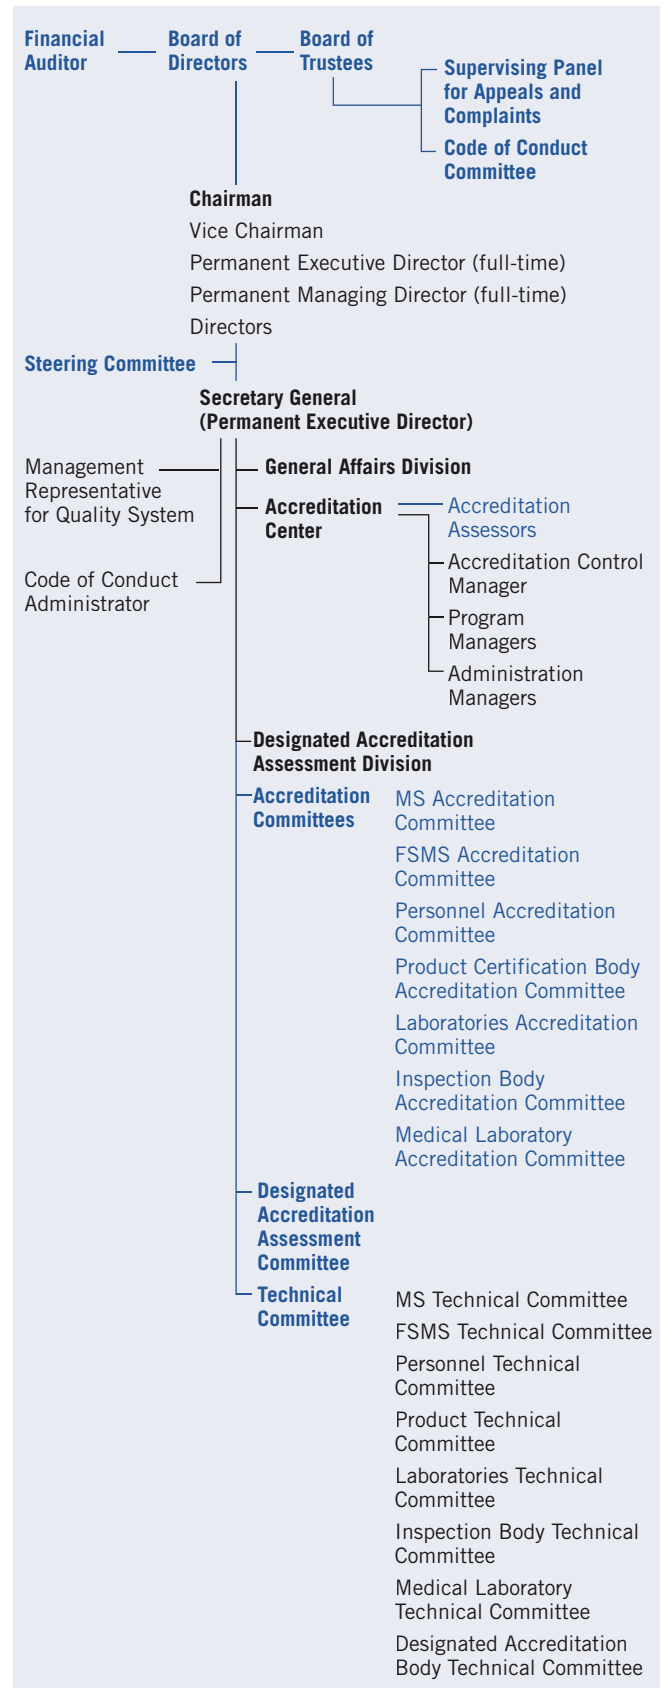 Financial
Auditor
Board of
Directors
Board of
Trustees
Supervising Panel
for Appeals and
Complaints
Code of Conduct
Committee
Chairman
Vice Chairman
Permanent Executive Director (full-time)
Permanent Managing Director (full-time)
Directors
Steering Committee
Secretary General
(Permanent Executive Director)
Management
Representative
for Quality System
Code of Conduct
Administrator
General Affairs Division
Accreditation
Center
Accreditation
Assessors
Accreditation Control
Manager
Program
Managers
Administration
Managers
Designated Accreditation
Assessment Division
Accreditation
Committees
MS Accreditation
Committee
FSMS Accreditation
Committee
Personnel Accreditation
Committee
Product Certification Body
Accreditation Committee
Laboratories Accreditation
Committee
Inspection Body
Accreditation Committee
Medical Laboratory
Accreditation Committee
Designated
Accreditation
Assessment
Committee
Technical
Committee
MS Technical Committee
FSMS Technical Committee
Personnel Technical
Committee
Product Technical
Committee
Laboratories Technical
Committee
Inspection Body Technical
Committee
Medical Laboratory
Technical Committee
Designated Accreditation
Body Technical Committee